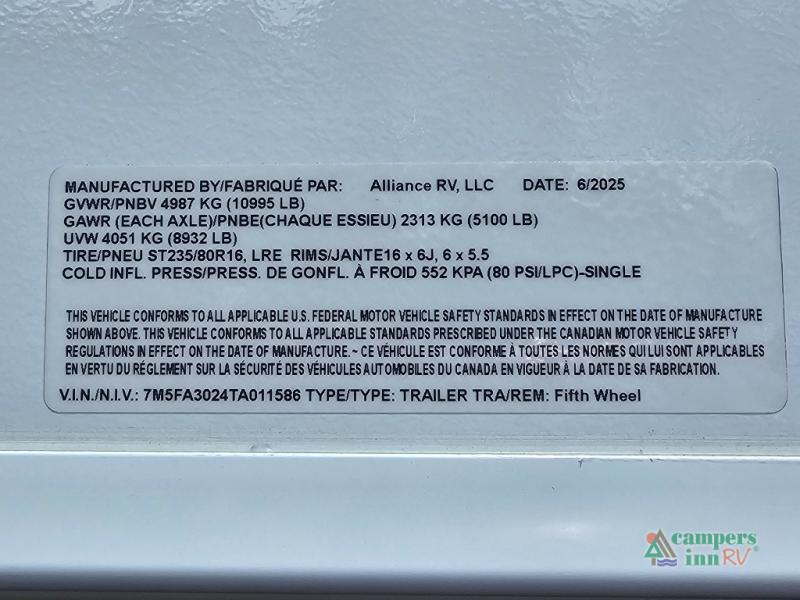 MANUFACTURED BY/FABRIQUÉ PAR: Alliance RV, LLC DATE: 6/2025
GVWR/PNBV 4987 KG (10995 LB)
GAWR (EACH AXLE)/PNBE(CHAQUE ESSIEU) 2313 KG (5100 LB)
UVW 4051 KG (8932 LB)
TIRE/PNEU ST235/80R16, LRE RIMS/JANTE16 x 6J, 6 x 5.5
COLD INFL. PRESS/PRESS. DE GONFL. À FROID 552 KPA (80 PSI/LPC)-SINGLE
THIS VEHICLE CONFORMS TO ALL APPLICABLE U.S. FEDERAL MOTOR VEHICLE SAFETY STANDARDS IN EFFECT ON THE DATE OF MANUFACTURE
SHOWN ABOVE. THIS VEHICLE CONFORMS TO ALL APPLICABLE STANDARDS PRESCRIBED UNDER THE CANADIAN MOTOR VEHICLE SAFETY
REGULATIONS IN EFFECT ON THE DATE OF MANUFACTURE. ~ CE VÉHICULE EST CONFORME À TOUTES LES NORMES QUI LUI SONT APPLICABLES
EN VERTU DU RÉGLEMENT SUR LA SÉCURITÉ DES VÉHICULES AUTOMOBILES DU CANADA EN VIGUEUR À LA DATE DE SA FABRICATION.
V.I.N./N.I.V.: 7M5FA3024TA011586 TYPE/TYPE: TRAILER TRA/REM: Fifth Wheel
campers
inn RV®